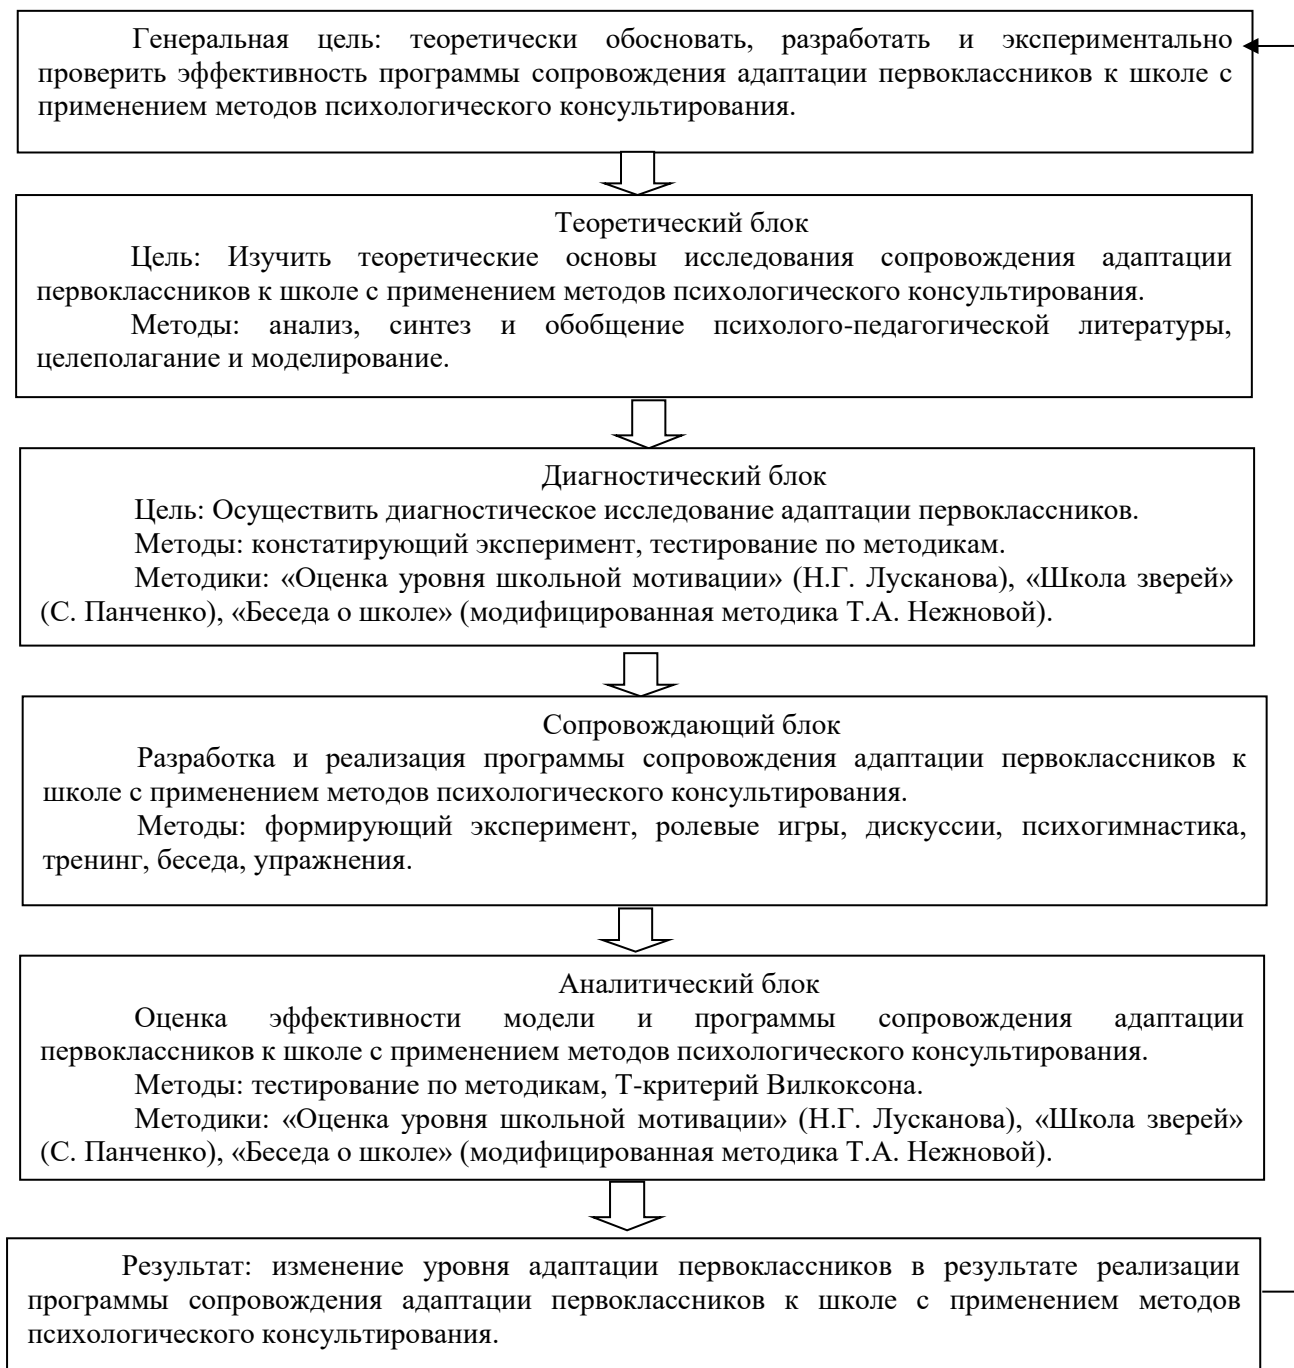 Генеральная цель: теоретически обосновать, разработать и экспериментально
проверить эффективность программы сопровождения адаптации первоклассников к школе с
применением методов психологического консультирования.
Теоретический блок
Цель: Изучить теоретические основы исследования сопровождения адаптации
первоклассников к школе с применением методов психологического консультирования.
Методы: анализ, синтез и обобщение психолого-педагогической литературы,
целеполагание и моделирование.
Диагностический блок
Цель: Осуществить диагностическое исследование адаптации первоклассников.
Методы: констатирующий эксперимент, тестирование по методикам.
Методики: «Оценка уровня школьной мотивации» (Н.Г. Лусканова), «Школа зверей»
(С. Панченко), «Беседа о школе» (модифицированная методика Т.А. Нежновой).
Сопровождающий блок
Разработка и реализация программы сопровождения адаптации первоклассников к
школе с применением методов психологического консультирования.
Методы: формирующий эксперимент, ролевые игры, дискуссии, психогимнастика,
тренинг, беседа, упражнения.
Аналитический блок
Оценка эффективности модели и программы сопровождения адаптации
первоклассников к школе с применением методов психологического консультирования.
Методы: тестирование по методикам, Т-критерий Вилкоксона.
Методики: «Оценка уровня школьной мотивации» (Н.Г. Лусканова), «Школа зверей»
(С. Панченко), «Беседа о школе» (модифицированная методика Т.А. Нежновой).
Результат: изменение уровня адаптации первоклассников в результате реализации
программы сопровождения адаптации первоклассников к школе с применением методов
психологического консультирования.